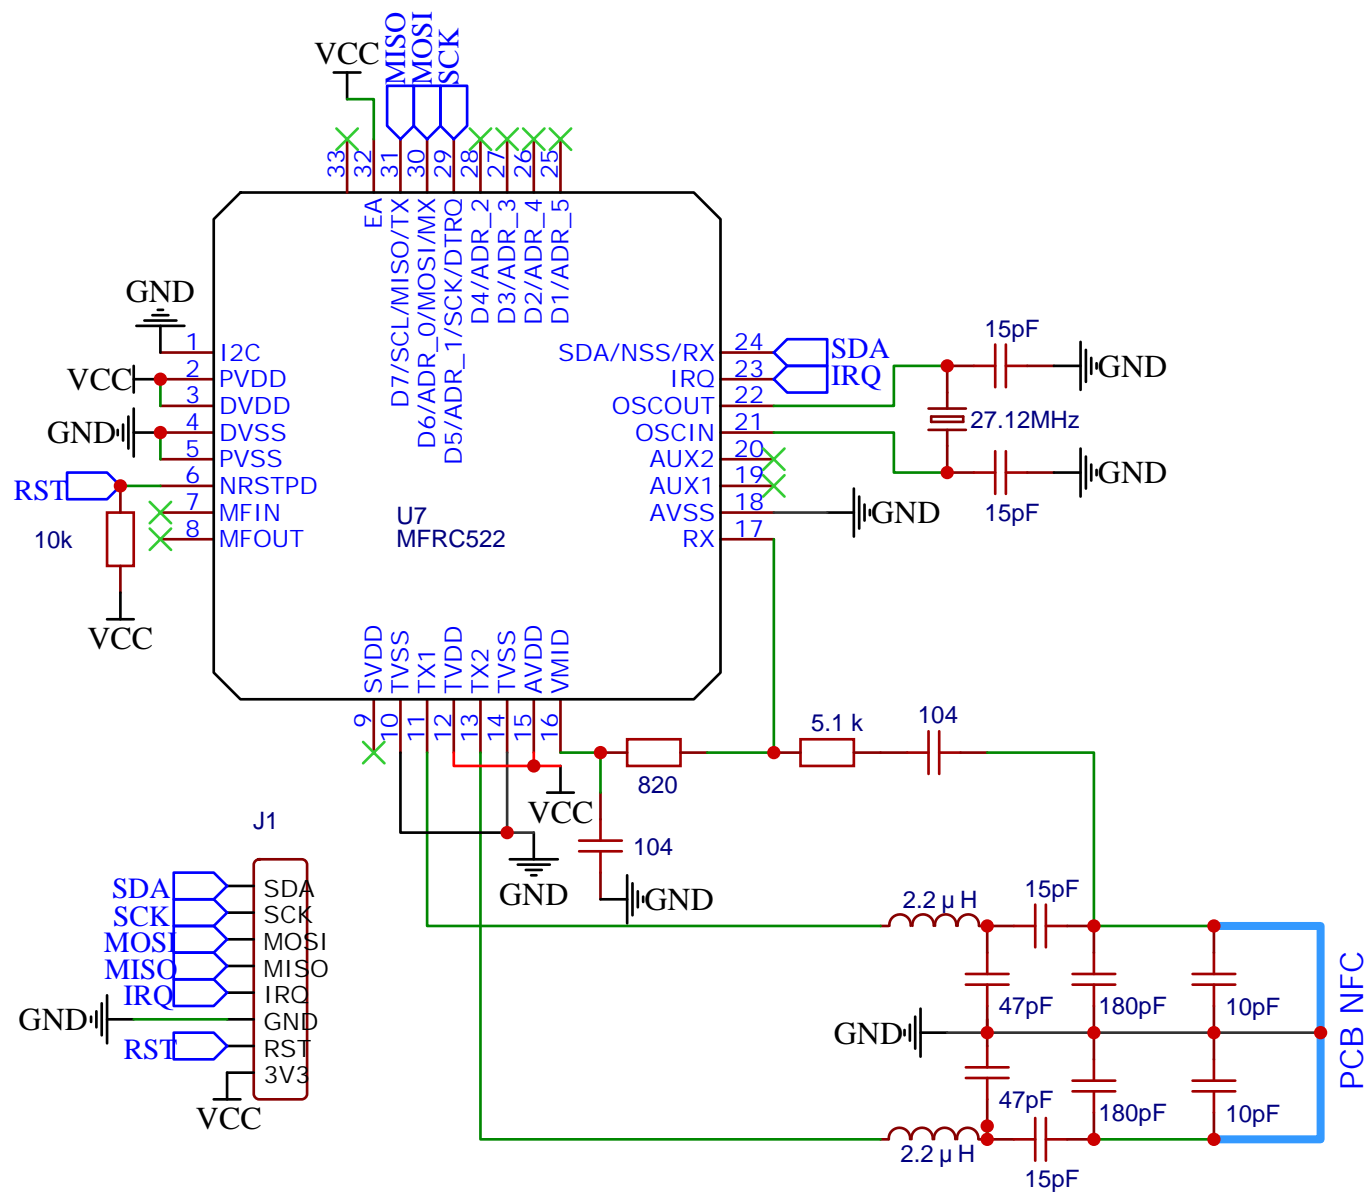 VCC
MISO
MOSI
SCK
33
32
31
30
29
28
27
26
25
EA
D7/SCL/MISO/TX
D6/ADR_0/MOSI/MX
D5/ADR_1/SCK/DTRQ
D4/ADR_2
D3/ADR_3
D2/ADR_4
D1/ADR_5
GND
1 I2C
VCC 2 PVDD
3 DVDD
GND 4 DVSS
5 PVSS
RST 6 NRSTPD
7 MFIN
8 MFOUT
10k
VCC
U7
MFRC522
SDA/NSS/RX 24 SDA
IRQ 23 IRQ
OSCOUT 22
OSCIN 21
AUX2 20
AUX1 19
AVSS 18 GND
RX 17
15pF
GND
27.12MHz
GND
15pF
SVDD
TVSS
TX1
TVDD
TX2
TVSS
AVDD
VMID
9
10
11
12
13
14
15
16
VCC
GND
820
5.1 k
104
104
GND
J1
SDA SDA
SCK SCK
MOSI MOSI
MISO MISO
IRQ IRQ
GND GND
RST RST
3V3
VCC
2.2 µ H
15pF
47pF
180pF
10pF
GND
47pF
180pF
10pF
2.2 µ H
15pF
PCB NFC